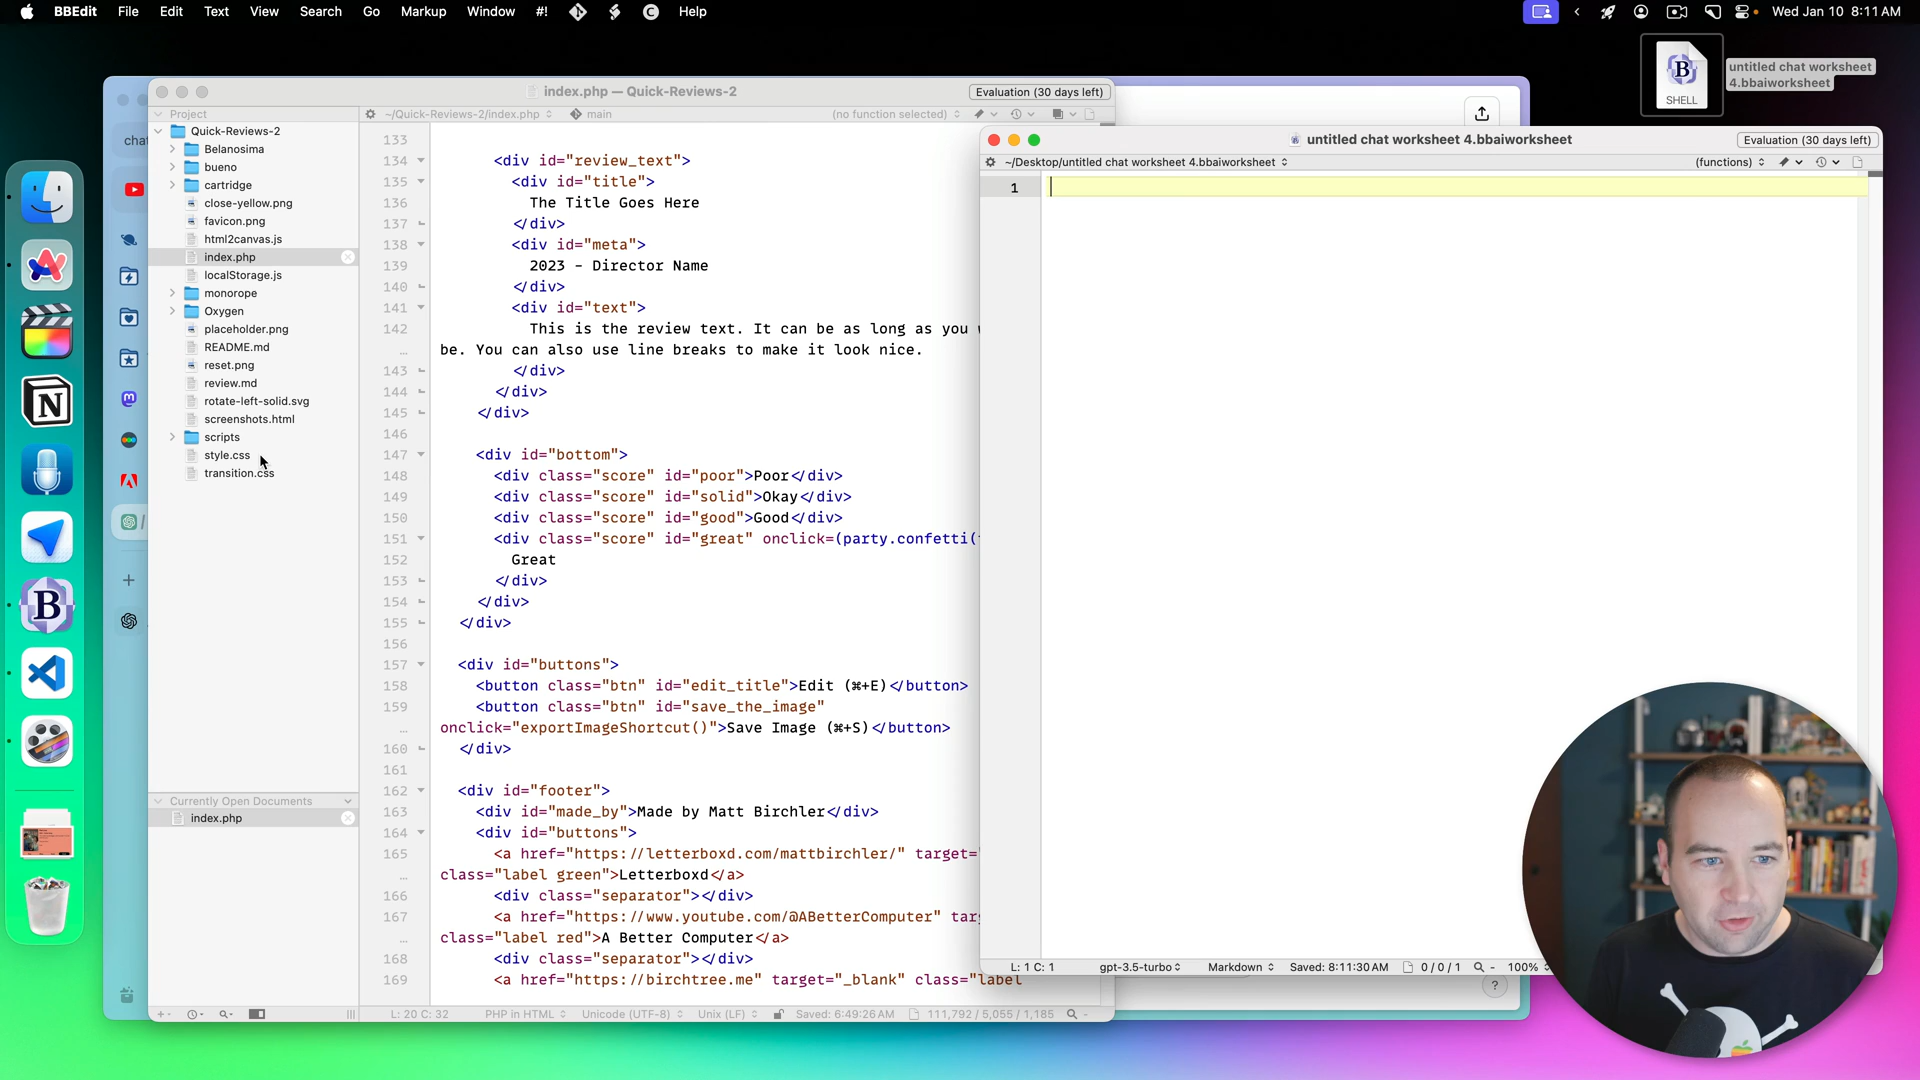 BBEdit File Edit Text View Search Go Markup Window #! Help
Wed Jan 10 8:11 AM
B
SHELL
untitled chat worksheet
4.bbaiworksheet
index.php — Quick-Reviews-2
Evaluation (30 days left)
Project
~/Quick-Reviews-2/index.php
main
(no function selected)
Quick-Reviews-2
Belanosima
bueno
cartridge
close-yellow.png
favicon.png
html2canvas.js
index.php
localStorage.js
monorope
Oxygen
placeholder.png
README.md
reset.png
review.md
rotate-left-solid.svg
screenshots.html
scripts
style.css
transition.css
Currently Open Documents
index.php
133
134 <div id="review_text">
135 <div id="title">
136 The Title Goes Here
137 </div>
138 <div id="meta">
139 2023 - Director Name
140 </div>
141 <div id="text">
142 This is the review text. It can be as long as you
be. You can also use line breaks to make it look nice.
143 </div>
144 </div>
145 </div>
146
147 <div id="bottom">
148 <div class="score" id="poor">Poor</div>
149 <div class="score" id="solid">Okay</div>
150 <div class="score" id="good">Good</div>
151 <div class="score" id="great" onclick=(party.confetti(
152 Great
153 </div>
154 </div>
155 </div>
156
157 <div id="buttons">
158 <button class="btn" id="edit_title">Edit (⌘+E)</button>
159 <button class="btn" id="save_the_image"
onclick="exportImageShortcut()">Save Image (⌘+S)</button>
160 </div>
161
162 <div id="footer">
163 <div id="made_by">Made by Matt Birchler</div>
164 <div id="buttons">
165 <a href="https://letterboxd.com/mattbirchler/" target=
class="label green">Letterboxd</a>
166 <div class="separator"></div>
167 <a href="https://www.youtube.com/@ABetterComputer" tar
class="label red">A Better Computer</a>
168 <div class="separator"></div>
169 <a href="https://birchtree.me" target="_blank" class="label
L: 20 C: 32 PHP in HTML Unicode (UTF-8) Unix (LF) Saved: 6:49:26 AM 111,792 / 5,055 / 1,185
untitled chat worksheet 4.bbaiworksheet
Evaluation (30 days left)
~/Desktop/untitled chat worksheet 4.bbaiworksheet
(functions)
1
L: 1 C: 1 gpt-3.5-turbo Markdown Saved: 8:11:30 AM 0 / 0 / 1 100%
?
chat
B